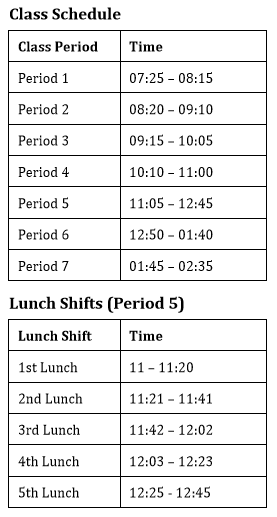 Class Schedule
Class Period Time
Period 1 07:25 – 08:15
Period 2 08:20 – 09:10
Period 3 09:15 – 10:05
Period 4 10:10 – 11:00
Period 5 11:05 – 12:45
Period 6 12:50 – 01:40
Period 7 01:45 – 02:35
Lunch Shifts (Period 5)
Lunch Shift Time
1st Lunch 11 – 11:20
2nd Lunch 11:21 – 11:41
3rd Lunch 11:42 – 12:02
4th Lunch 12:03 – 12:23
5th Lunch 12:25 - 12:45